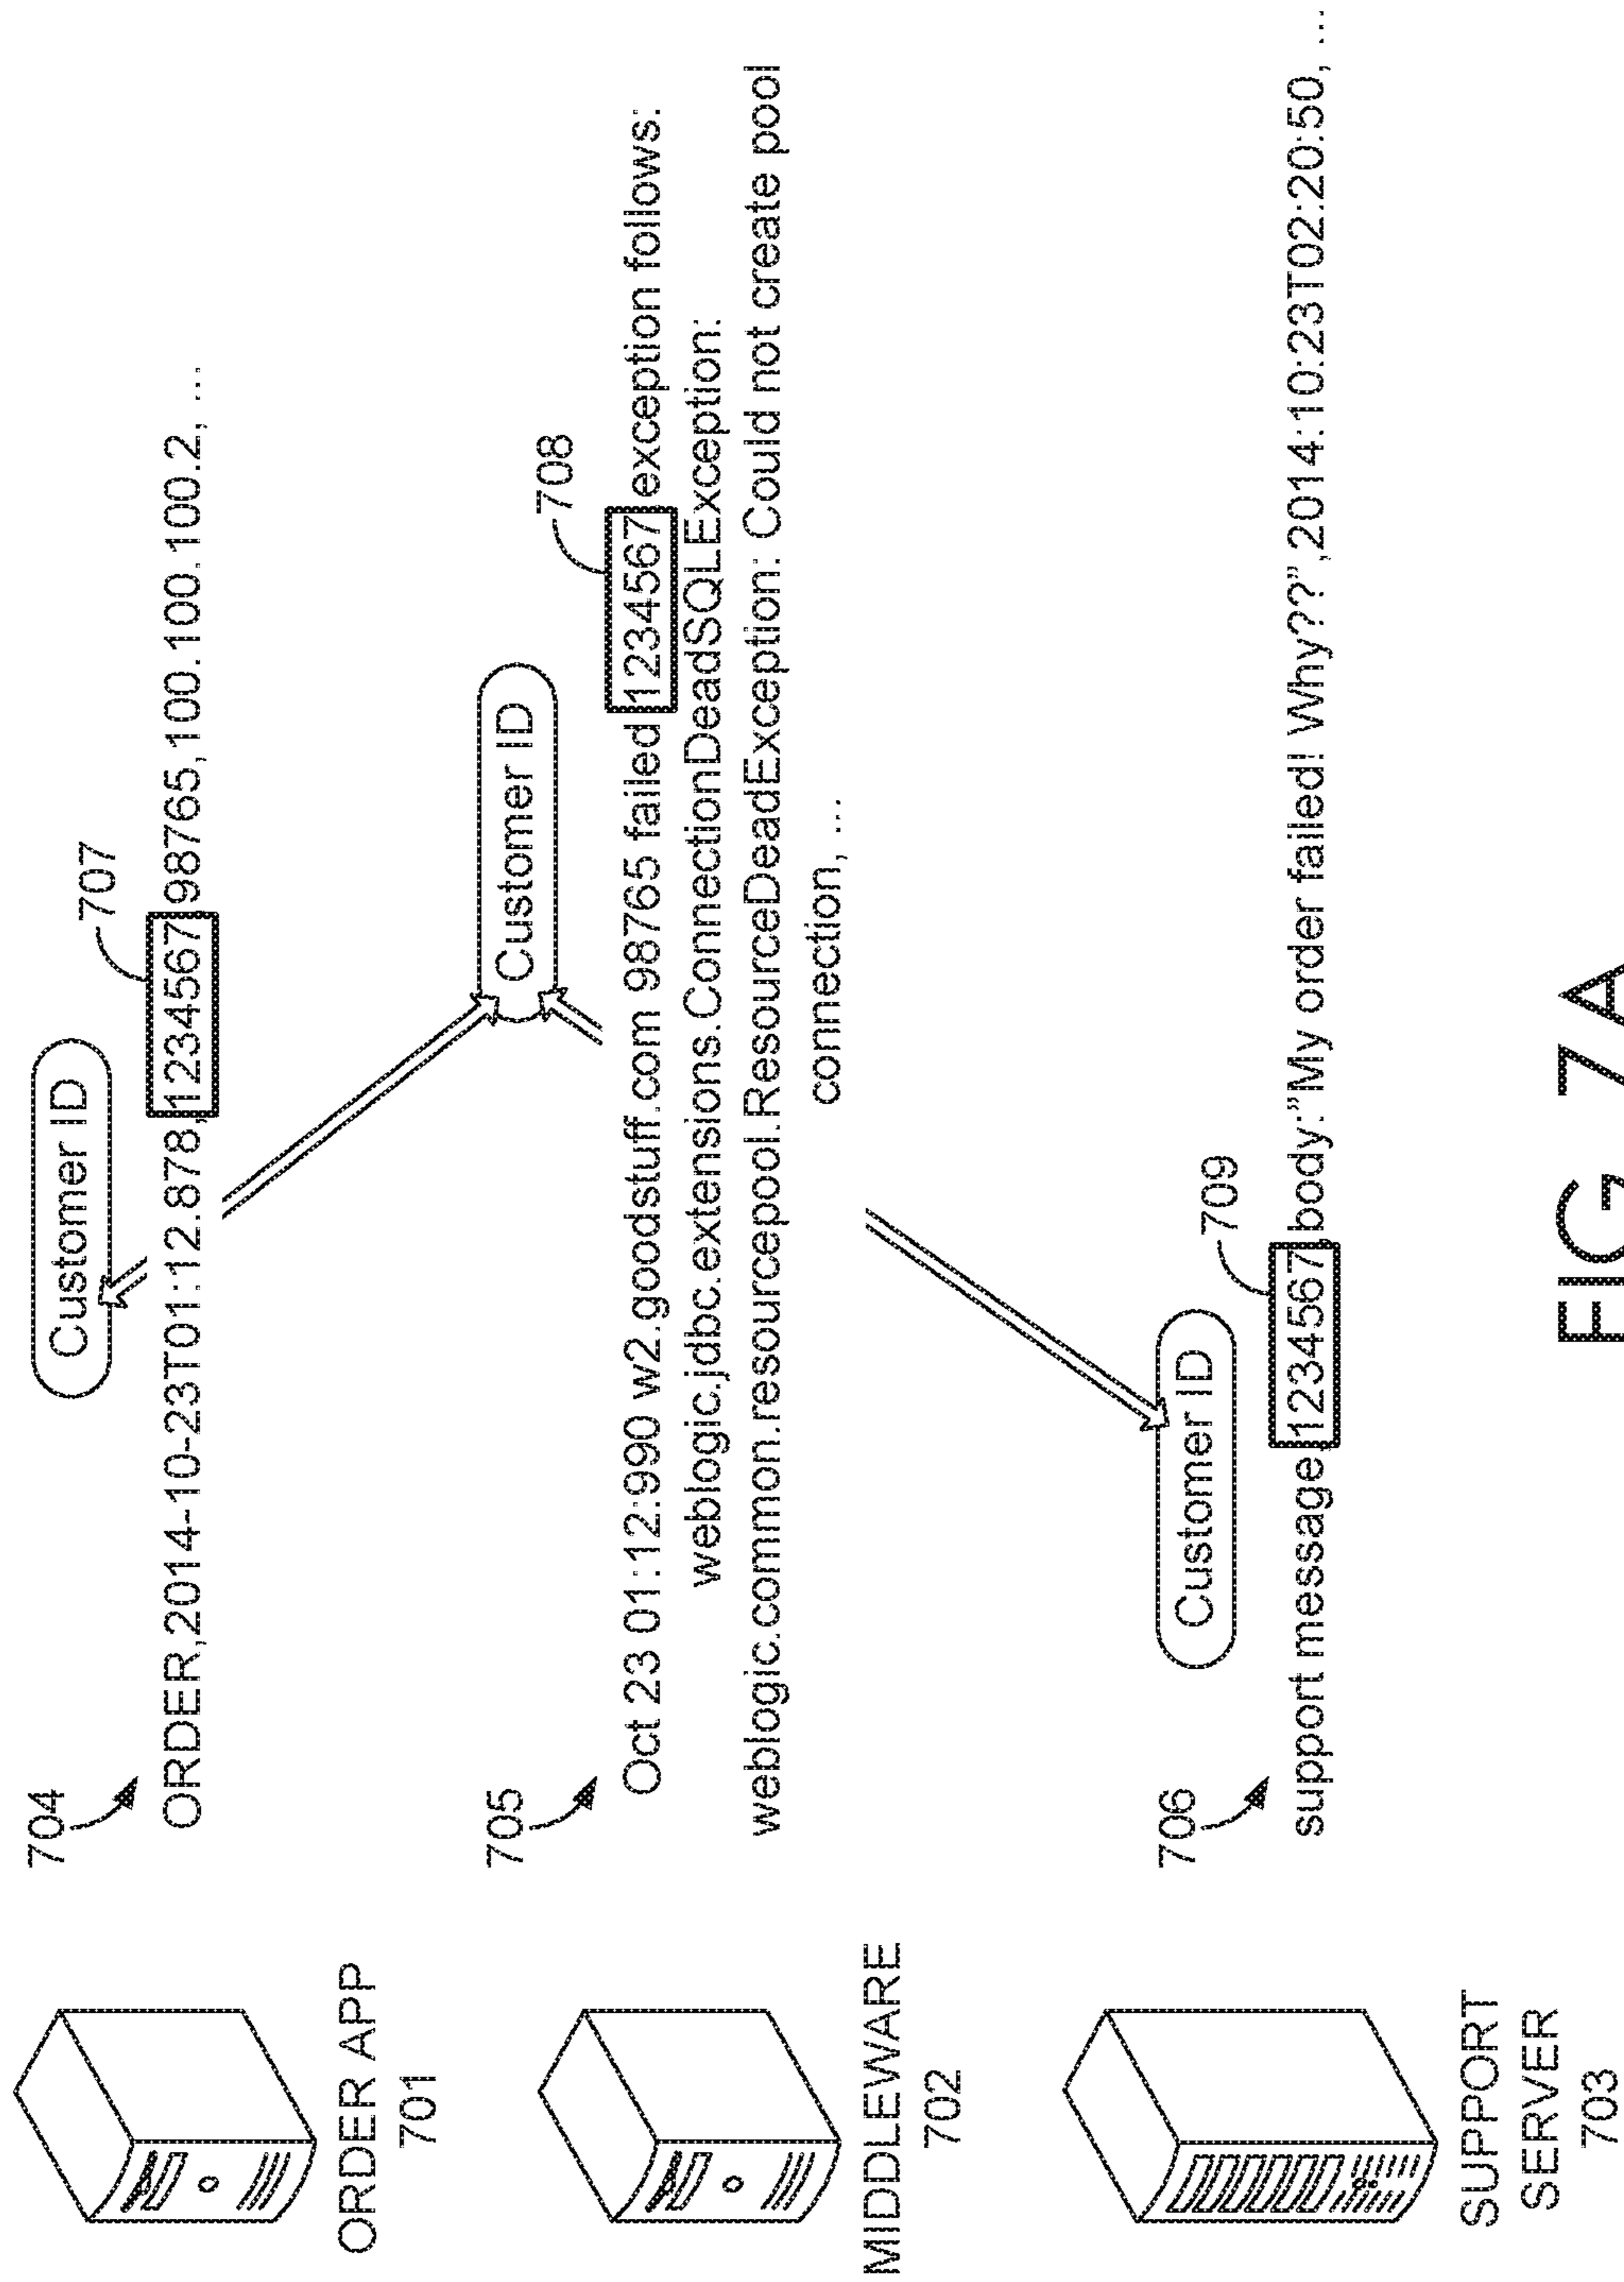 704
Customer ID
707
ORDER,2014-10-23T01:12.878,1234567,98765,100.100.100.2, ...
ORDER APP
701
705
Customer ID
708
Oct 23 01:12:990 w2.goodstuff.com 98765 failed 1234567 exception follows:
weblogic.jdbc.extensions.ConnectionDeadSQLException:
weblogic.common.resourcepool.ResourceDeadException: Could not create pool
connection, ...
MIDDLEWARE
702
706
Customer ID
709
support message 1234567 body:"My order failed! Why??",2014:10:23T02:20:50, ...
SUPPORT
SERVER
703
FIG 7A